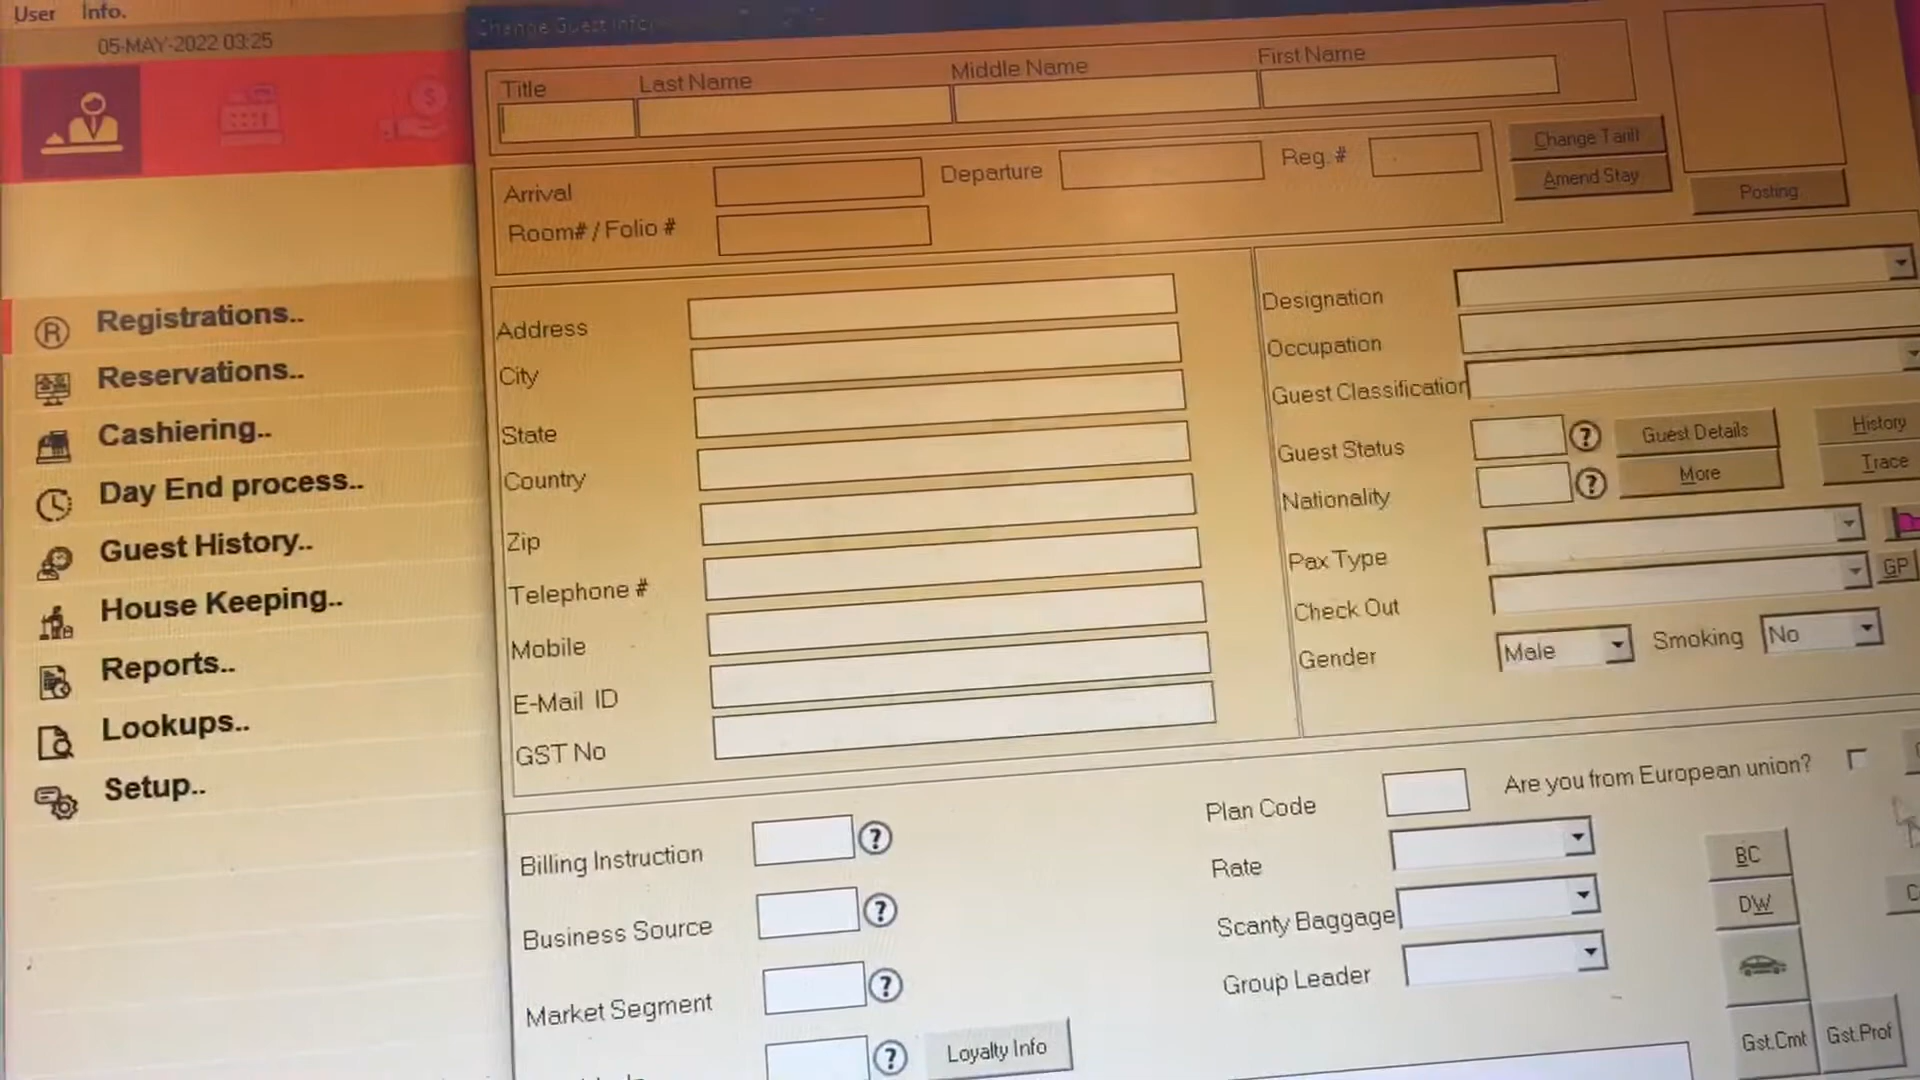 User Info.
05-MAY-2022 03:25
Change Guest Info
Title
Last Name
Middle Name
First Name
Arrival
Departure
Reg. #
Room# / Folio #
Change Tariff
Amend Stay
Posting
Registrations..
Reservations..
Cashiering..
Day End process..
Guest History..
House Keeping..
Reports..
Lookups..
Setup..
Address
City
State
Country
Zip
Telephone #
Mobile
E-Mail ID
GST No
Designation
Occupation
Guest Classification
Guest Status ? Guest Details History
Nationality ? More Trace
Pax Type
Check Out GP
Gender Male Smoking No
Billing Instruction ?
Business Source ?
Market Segment ?
? Loyalty Info
Plan Code
Are you from European union?
Rate
Scanty Baggage
Group Leader
BC
DW
Gst.Cmt Gst.Prof